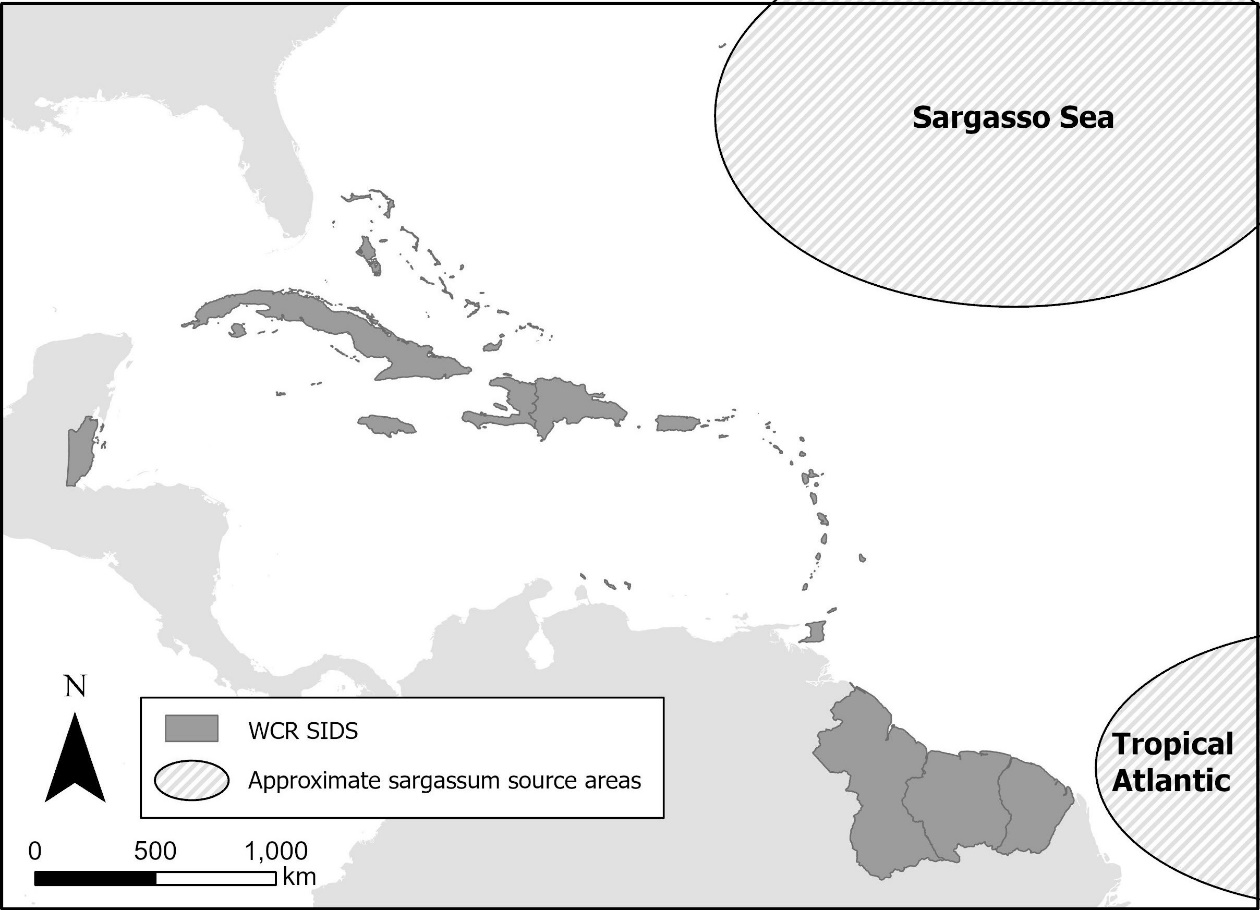 Sargasso Sea
Tropical
Atlantic
N
WCR SIDS
Approximate sargassum source areas
0 500 1,000
km